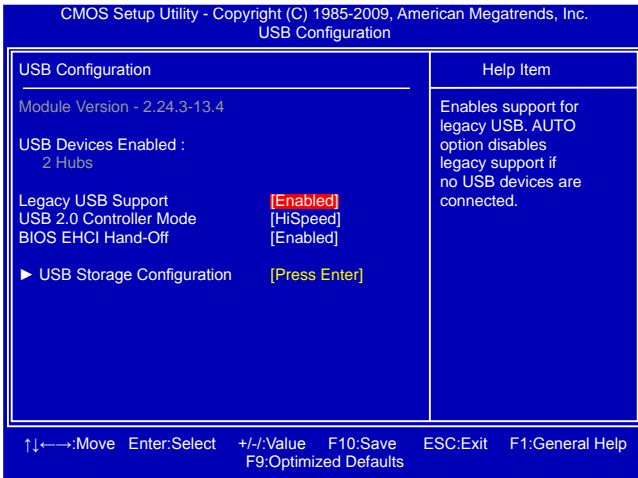 CMOS Setup Utility - Copyright (C) 1985-2009, American Megatrends, Inc.
USB Configuration
USB Configuration
Help Item
Module Version - 2.24.3-13.4
USB Devices Enabled :
2 Hubs
Legacy USB Support [Enabled]
USB 2.0 Controller Mode [HiSpeed]
BIOS EHCI Hand-Off [Enabled]
► USB Storage Configuration [Press Enter]
Enables support for
legacy USB. AUTO
option disables
legacy support if
no USB devices are
connected.
↑↓←→:Move Enter:Select +/-/:Value F10:Save ESC:Exit F1:General Help
F9:Optimized Defaults